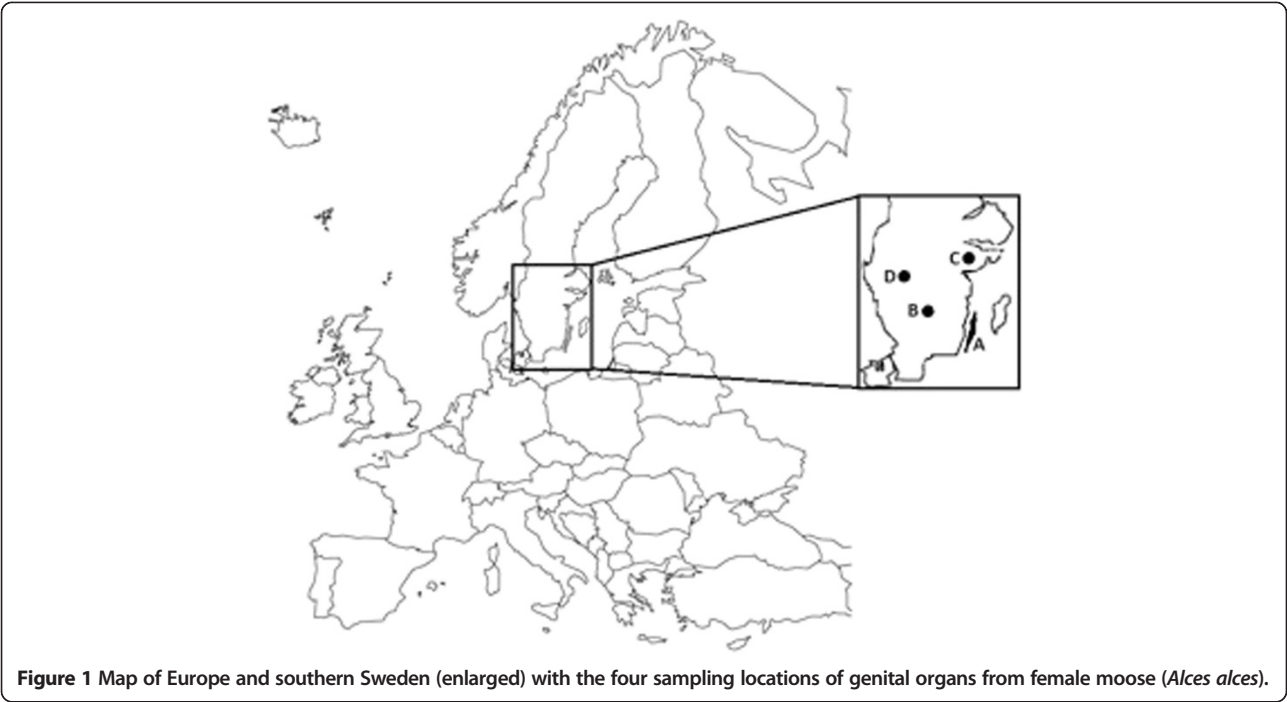 C
D
B
A
Figure 1 Map of Europe and southern Sweden (enlarged) with the four sampling locations of genital organs from female moose (Alces alces).